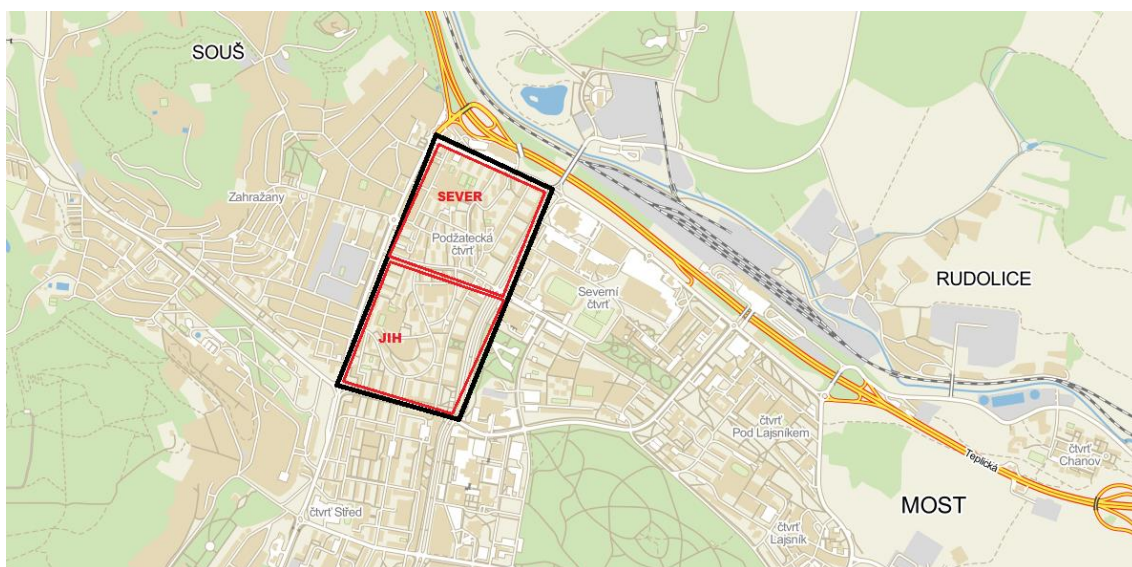 SOUŠ
Zahražany
SEVER
Podžatecká
čtvrť
JIH
Severní
čtvrť
RUDOLICE
čtvrť
Pod Lajsníkem
Teplická
čtvrť
Chanov
MOST
čtvrť Střed
čtvrť
Lajsník